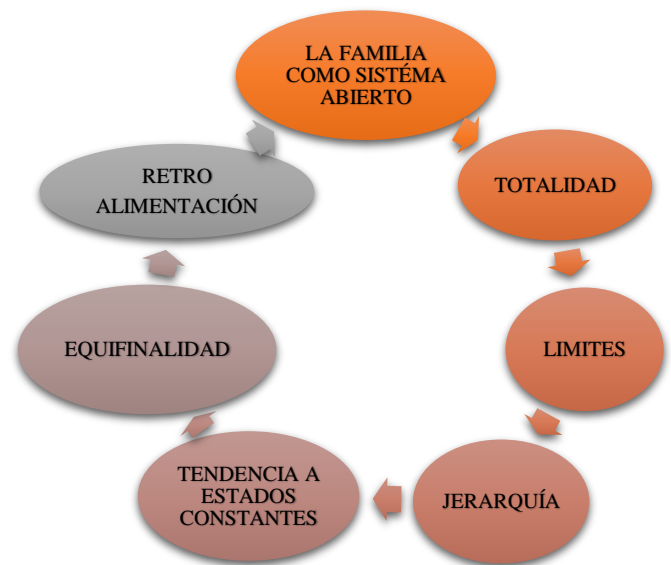 LA FAMILIA
COMO SISTÉMA
ABIERTO
TOTALIDAD
LIMITES
JERARQUÍA
TENDENCIA A
ESTADOS
CONSTANTES
EQUIFINALIDAD
RETRO
ALIMENTACIÓN